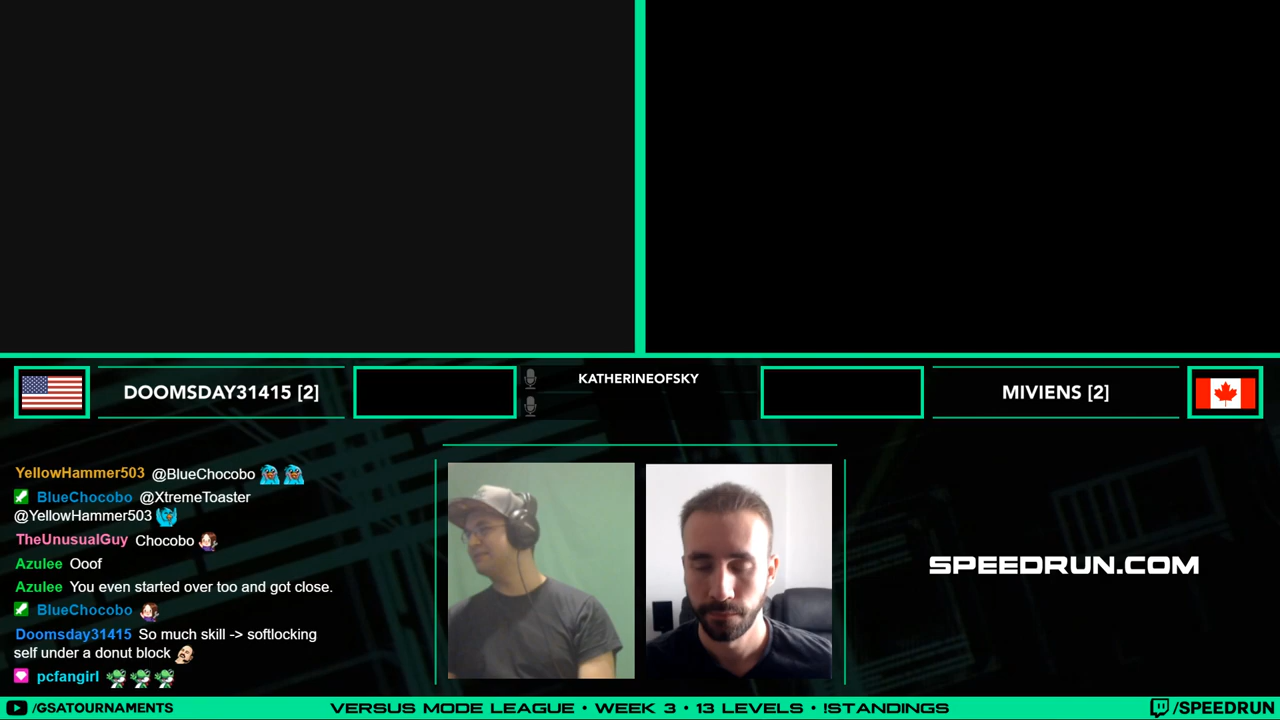 DOOMSDAY31415 [2]
KATHERINEOFSKY
MIVIENS [2]
YellowHammer503 @BlueChocobo
BlueChocobo @XtremeToaster
@YellowHammer503
TheUnusualGuy Chocobo
Azulee Ooof
Azulee You even started over too and got close.
BlueChocobo
Doomsday31415 So much skill -> softlocking
self under a donut block
pcfangirl
SPEEDRUN.COM
/GSATOURNAMENTS
VERSUS MODE LEAGUE • WEEK 3 • 13 LEVELS • !STANDINGS
/SPEEDRUN